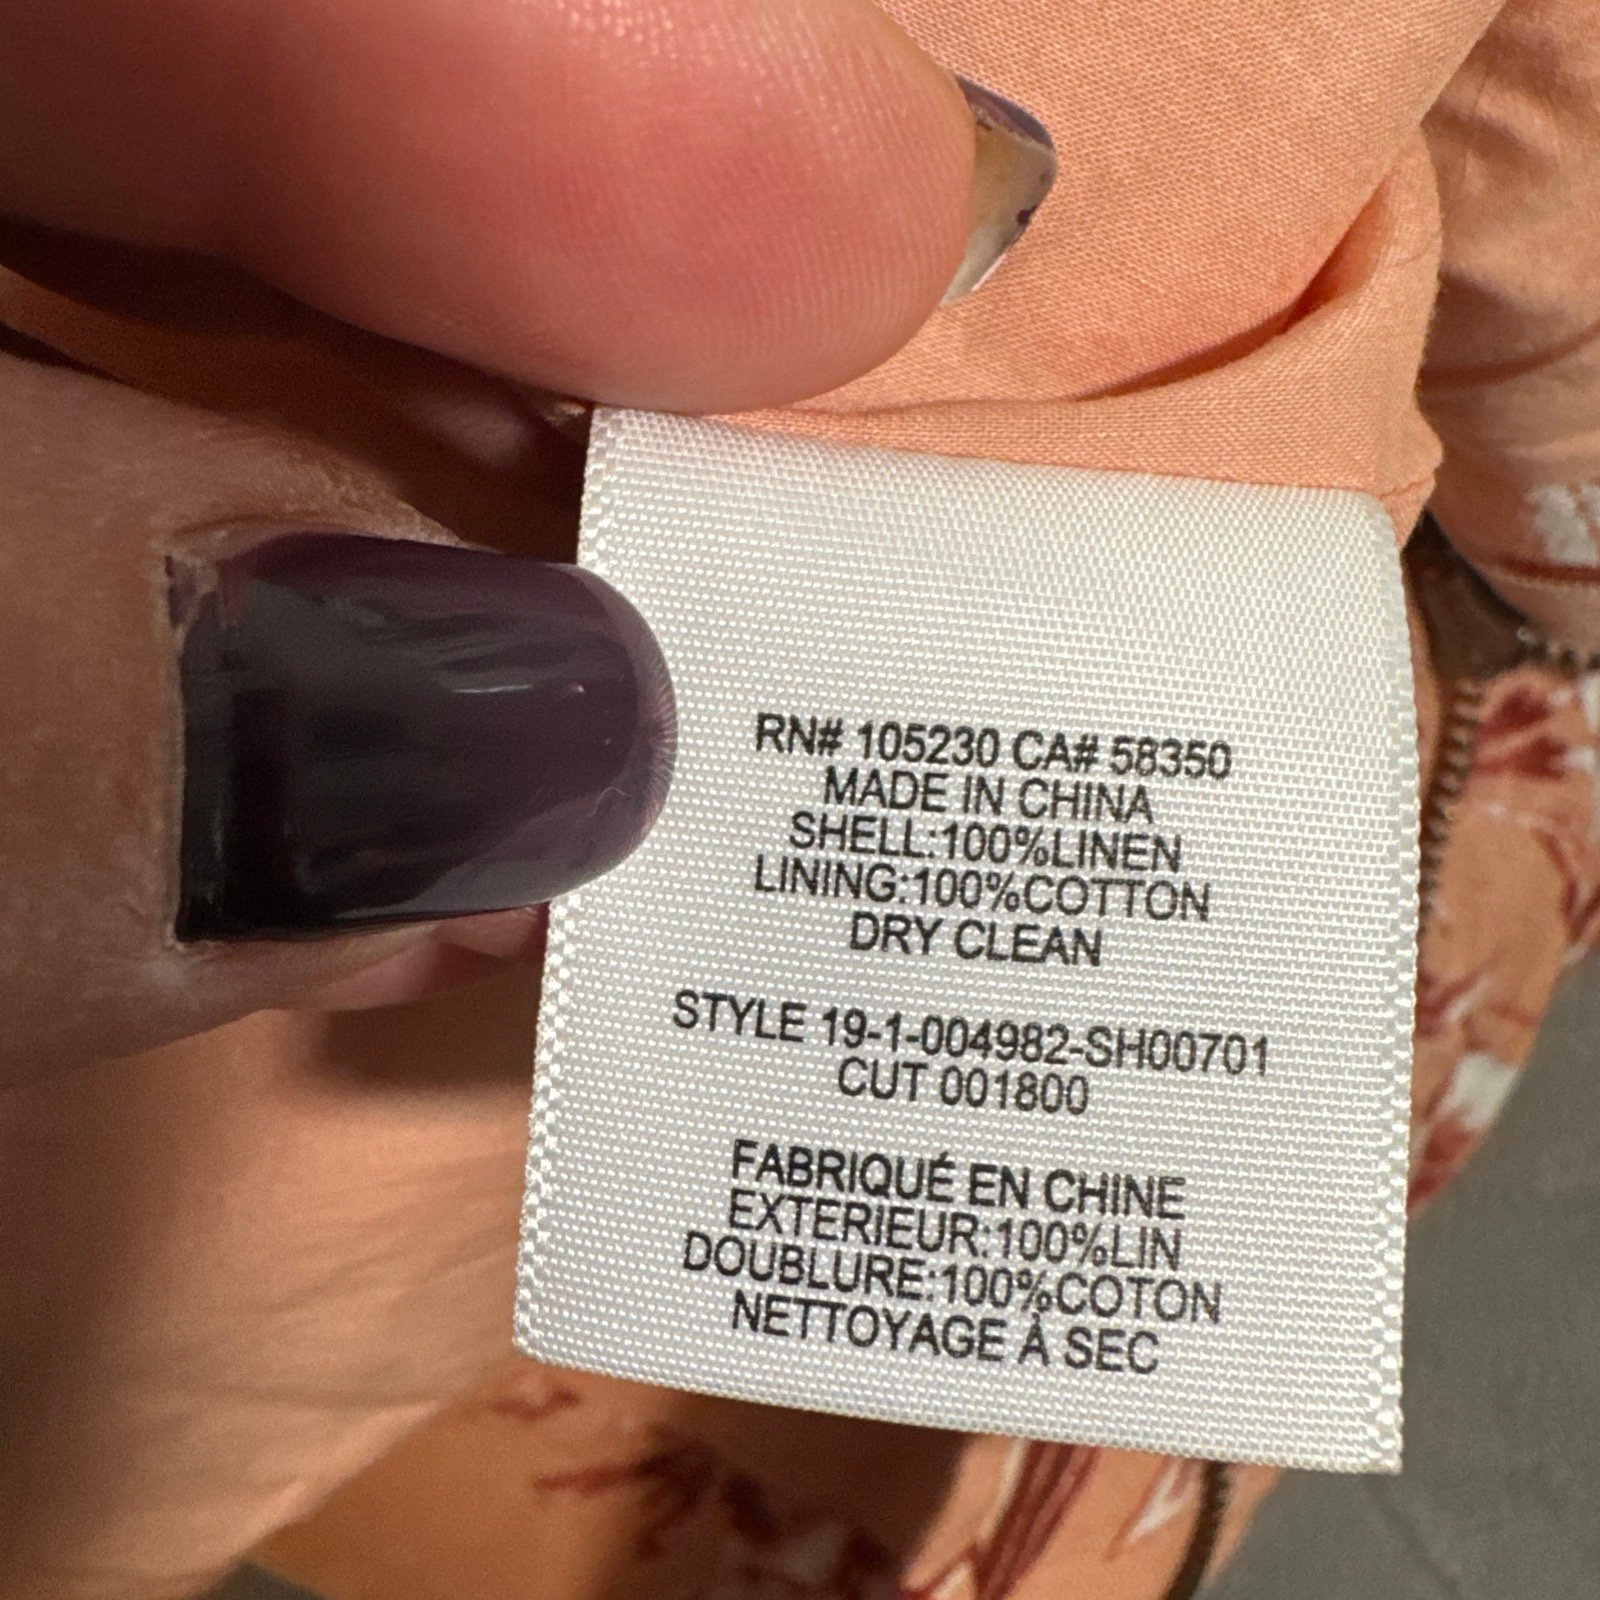 RN# 105230 CA# 58350
MADE IN CHINA
SHELL:100%LINEN
LINING:100%COTTON
DRY CLEAN
STYLE 19-1-004982-SH00701
CUT 001800
FABRIQUÉ EN CHINE
EXTERIEUR:100%LIN
DOUBLURE:100%COTON
NETTOYAGE À SEC